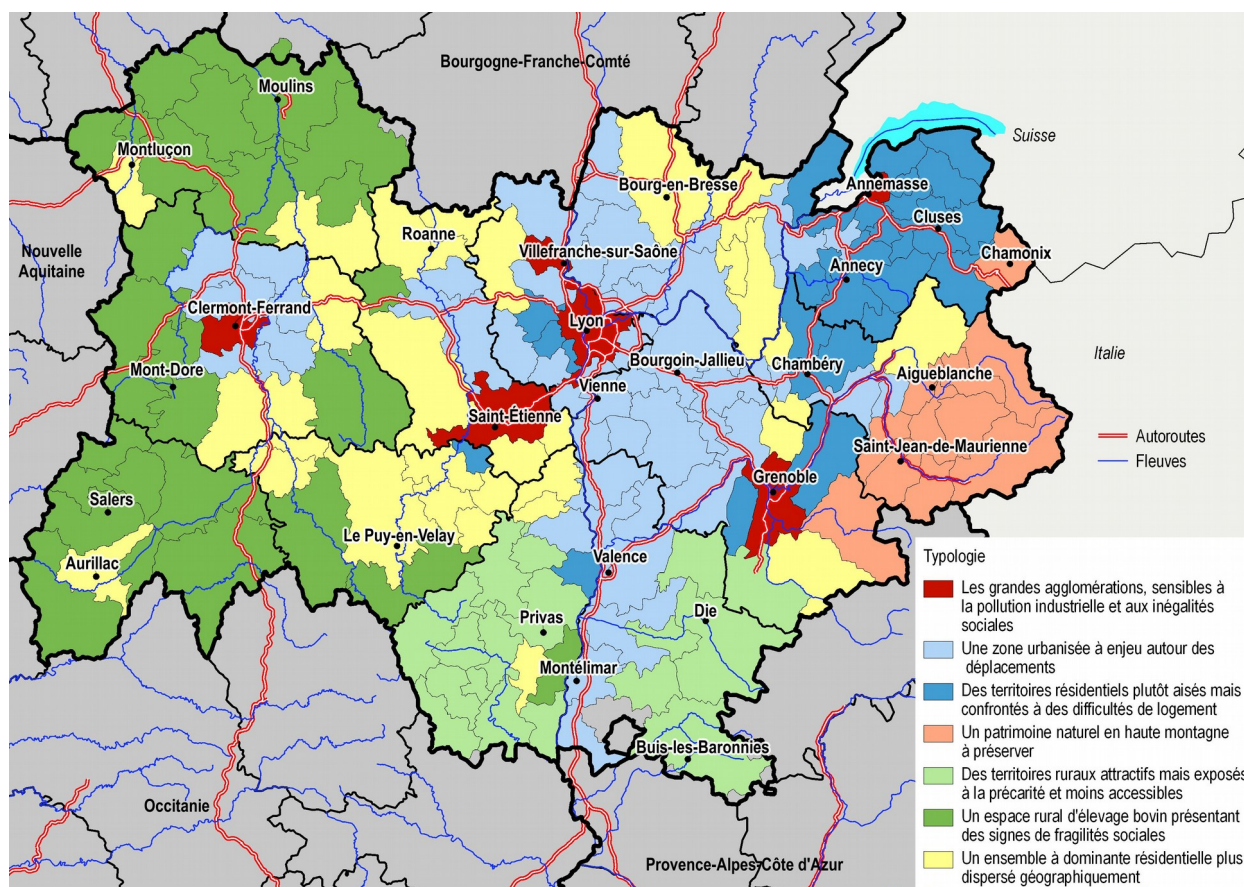 Bourgogne-Franche-Comté
Moulins
Suisse
Montluçon
Bourg-en-Bresse
Annemasse
Cluses
Roanne
Nouvelle
Aquitaine
Villefranche-sur-Saône
Chamonix
Annecy
Clermont-Ferrand
Lyon
Italie
Bourgoin-Jallieu
Chambéry
Mont-Dore
Aigueblanche
Vienne
Saint-Étienne
Saint-Jean-de-Maurienne
Autoroutes
Fleuves
Grenoble
Salers
Le Puy-en-Velay
Aurillac
Valence
Die
Privas
Montélimar
Buis-les-Baronnies
Occitanie
Provence-Alpes-Côte d'Azur
Typologie
Les grandes agglomérations, sensibles à
la pollution industrielle et aux inégalités
sociales
Une zone urbanisée à enjeu autour des
déplacements
Des territoires résidentiels plutôt aisés mais
confrontés à des difficultés de logement
Un patrimoine naturel en haute montagne
à préserver
Des territoires ruraux attractifs mais exposés
à la précarité et moins accessibles
Un espace rural d'élevage bovin présentant
des signes de fragilités sociales
Un ensemble à dominante résidentielle plus
dispersé géographiquement